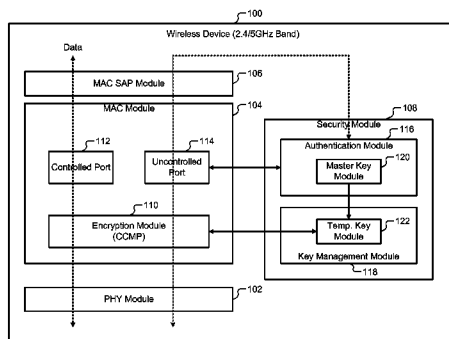 100
Wireless Device (2.4/5GHz Band)
Data
MAC SAP Module
106
MAC Module
104
108
Security Module
112
114
116
Authentication Module
Controlled Port
Uncontrolled Port
Master Key Module
120
110
Encryption Module (CCMP)
Temp. Key Module
122
Key Management Module
118
PHY Module
102